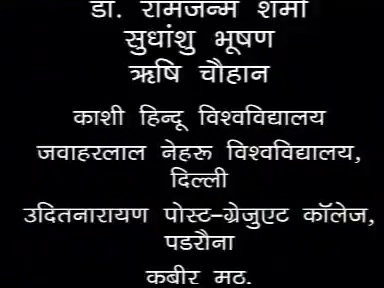 डा. रामजन्म शर्मा
सुधांशु भूषण
ऋषि चौहान
काशी हिन्दू विश्वविद्यालय
जवाहरलाल नेहरू विश्वविद्यालय,
दिल्ली
उदितनारायण पोस्ट-ग्रेजुएट कॉलेज,
पडरौना
कबीर मठ.